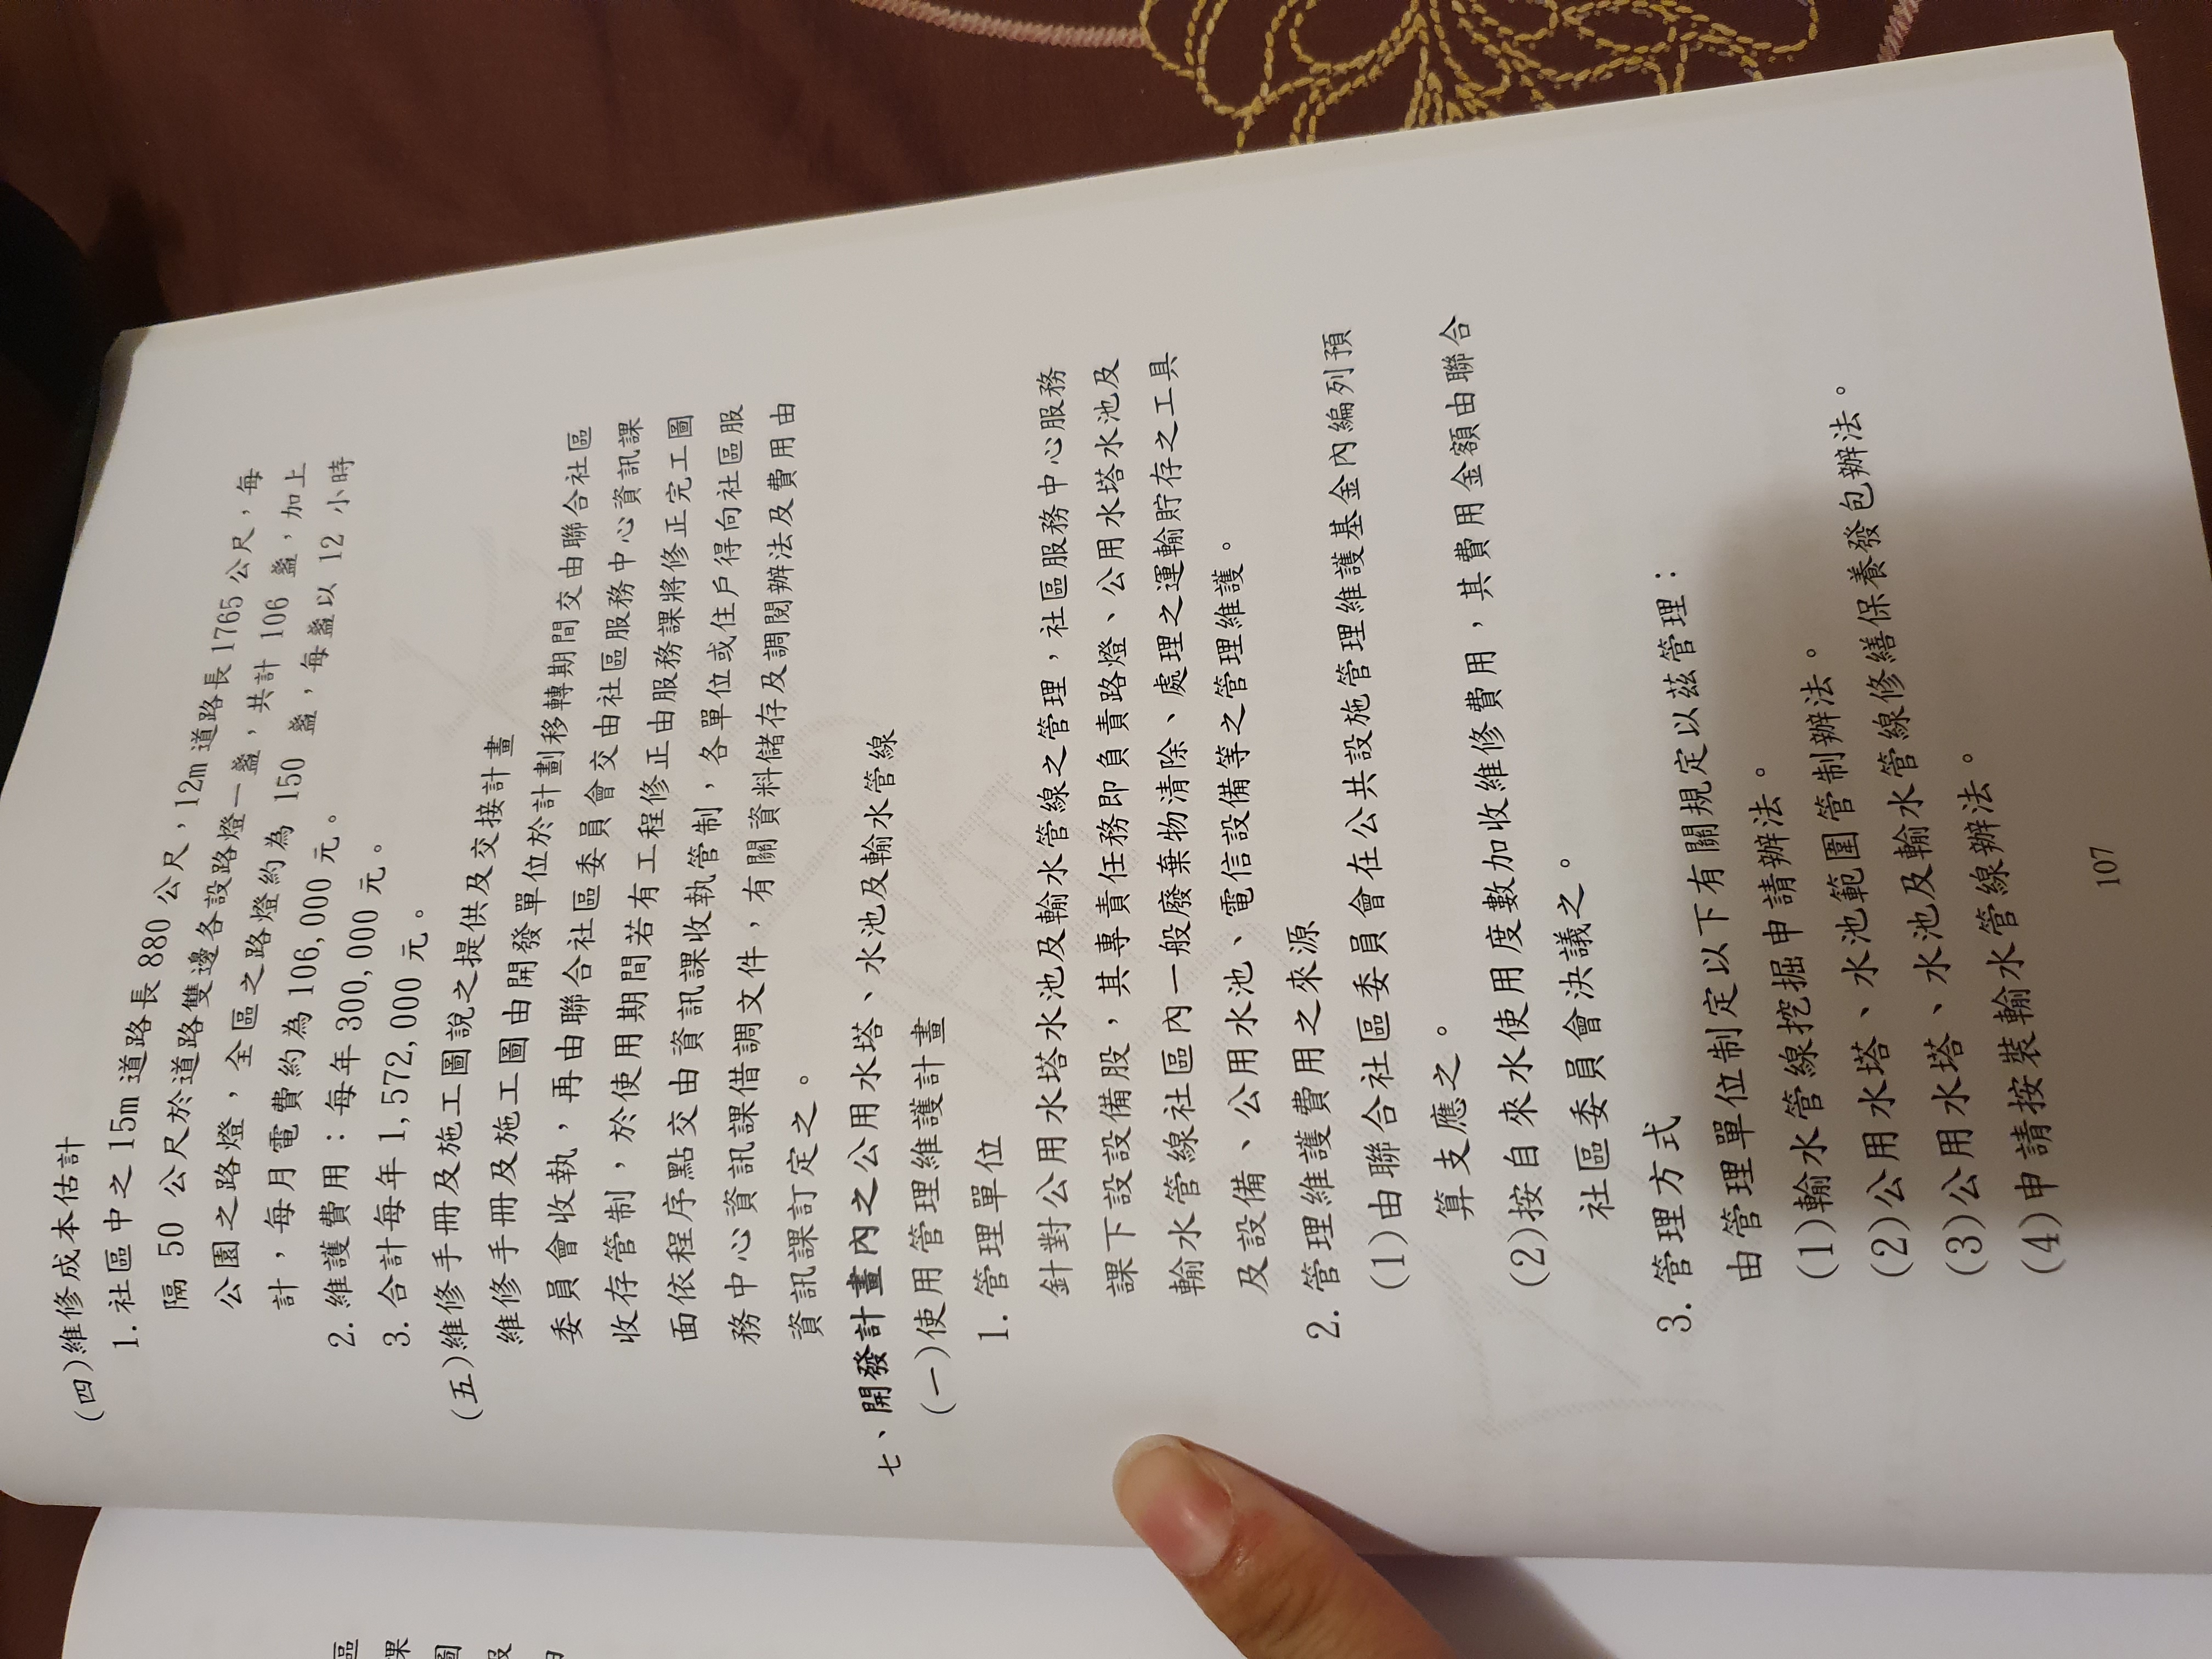 (四)維修成本估計
1.社區中之 15m 道路長 880 公尺，12m 道路長 1765 公尺，每
隔 50 公尺於道路雙邊各設路燈一盞，共計 106 盞，加上
公園之路燈，全區之路燈約為 150 盞，每盞以 12 小時
計，每月電費約為 106,000 元。
2.維護費用：每年 300,000 元。
3.合計每年 1,572,000 元。
(五)維修手冊及施工圖說之提供及交接計畫
維修手冊及施工圖由開發單位於計劃移轉期間交由聯合社區
委員會收執，再由聯合社區委員會交由社區服務中心資訊課
收存管制，於使用期間若有工程修正由服務課將修正完工圖
面依程序點交由資訊課收執管制，各單位或住戶得向社區服
務中心資訊課借調文件，有關資料儲存及調閱辦法及費用由
資訊課訂定之。
七、開發計畫內之公用水塔、水池及輸水管線
(一)使用管理維護計畫
1.管理單位
針對公用水塔水池及輸水管線之管理，社區服務中心服務
課下設設備股，其專責任務即負責路燈、公用水塔水池及
輸水管線社區內一般廢棄物清除、處理之運輸貯存之工具
及設備、公用水池、電信設備等之管理維護。
2.管理維護費用之來源
(1)由聯合社區委員會在公共設施管理維護基金內編列預
算支應之。
(2)按自來水使用度數加收維修費用，其費用金額由聯合
社區委員會決議之。
3.管理方式
由管理單位制定以下有關規定以茲管理：
(1)輸水管線挖掘申請辦法。
(2)公用水塔、水池範圍管制辦法。
(3)公用水塔、水池及輸水管線修繕保養發包辦法。
(4)申請按裝輸水管線辦法。
107